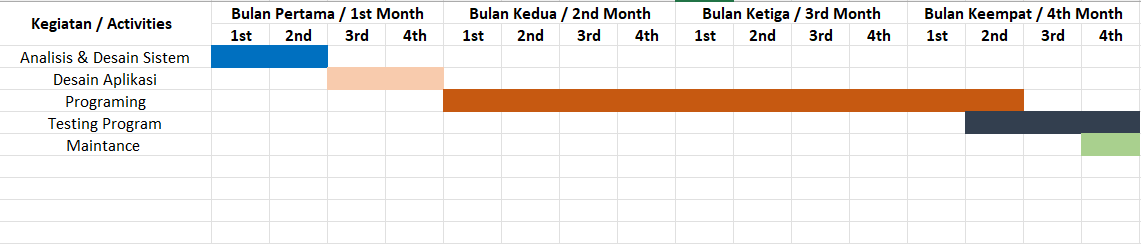 Kegiatan / Activities
Bulan Pertama / 1st Month Bulan Kedua / 2nd Month Bulan Ketiga / 3rd Month Bulan Keempat / 4th Month
1st 2nd 3rd 4th 1st 2nd 3rd 4th 1st 2nd 3rd 4th 1st 2nd 3rd 4th
Analisis & Desain Sistem
Desain Aplikasi
Programing
Testing Program
Maintance